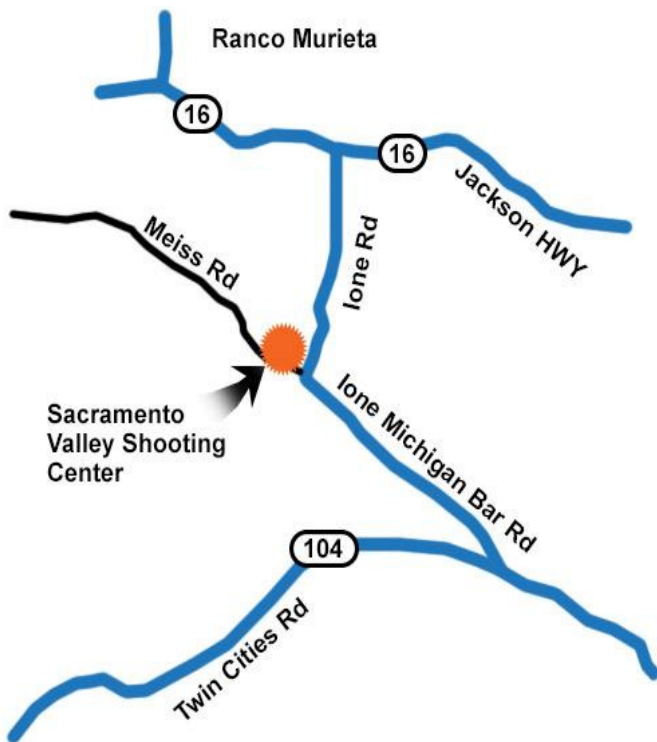 Ranco Murieta
16
16
Jackson HWY
Meiss Rd
Ione Rd
Sacramento
Valley Shooting
Center
Ione Michigan Bar Rd
104
Twin Cities Rd